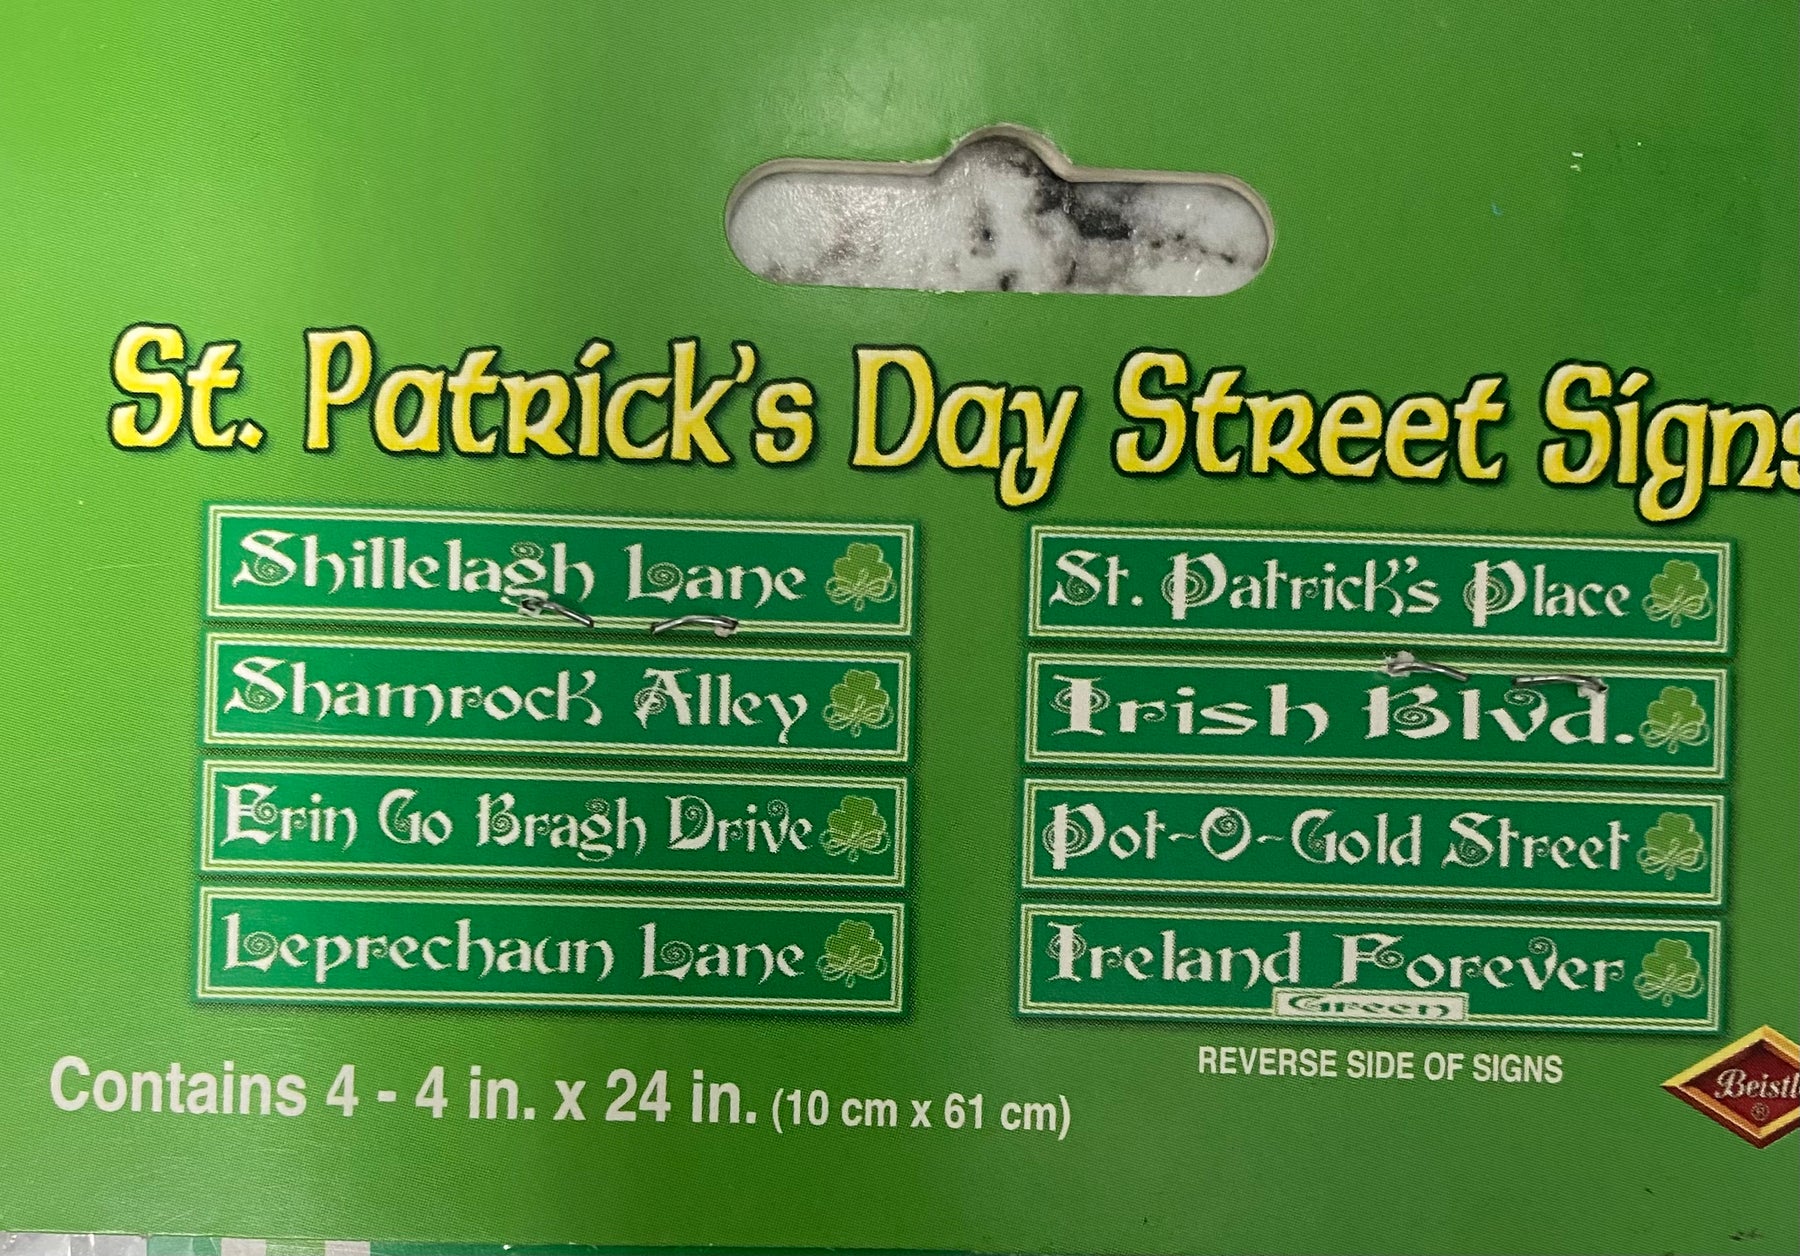 St. Patrick's Day Street Signs
Shillelagh Lane
Shamrock Alley
Erin Go Bragh Drive
Leprechaun Lane
St. Patrick's Place
Irish Blvd.
Pot-O-Gold Street
Ireland Forever
Green
REVERSE SIDE OF SIGNS
Contains 4 - 4 in. x 24 in. (10 cm x 61 cm)
Beistle
®